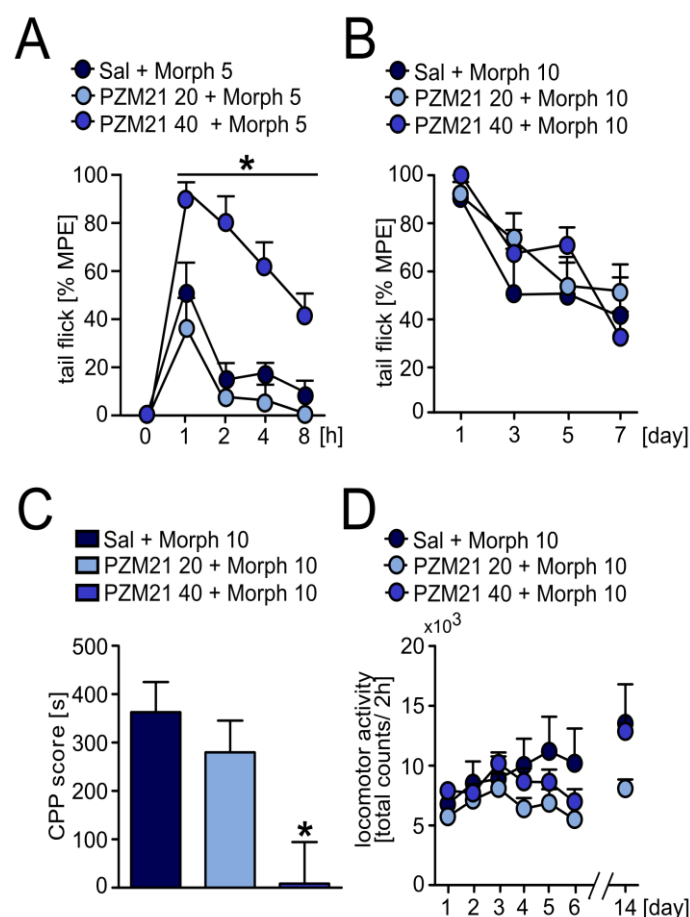 A
Sal + Morph 5
PZM21 20 + Morph 5
PZM21 40 + Morph 5
*
100
80
60
40
20
0
tail flick [% MPE]
0 1 2 4 8 [h]
B
Sal + Morph 10
PZM21 20 + Morph 10
PZM21 40 + Morph 10
100
80
60
40
20
0
tail flick [% MPE]
1 3 5 7 [day]
C
Sal + Morph 10
PZM21 20 + Morph 10
PZM21 40 + Morph 10
500
400
300
200
100
0
CPP score [s]
*
D
Sal + Morph 10
PZM21 20 + Morph 10
PZM21 40 + Morph 10
x10³
20
15
10
5
0
locomotor activity
[total counts/ 2h]
1 2 3 4 5 6 // 14 [day]